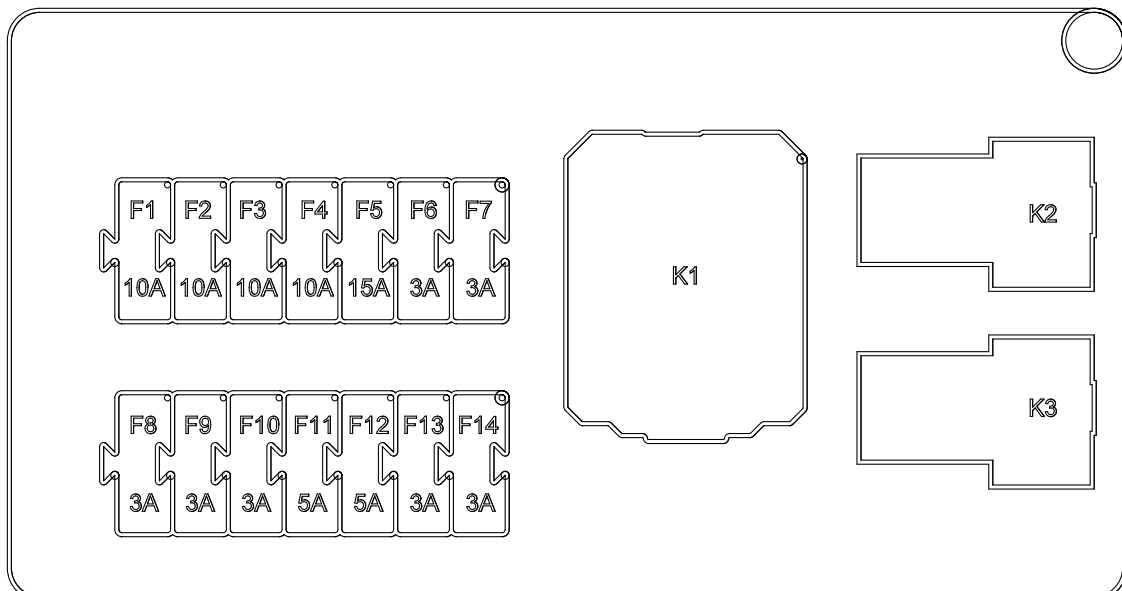 F1 F2 F3 F4 F5 F6 F7
10A 10A 10A 10A 15A 3A 3A
F8 F9 F10 F11 F12 F13 F14
3A 3A 3A 5A 5A 3A 3A
K1
K2
K3